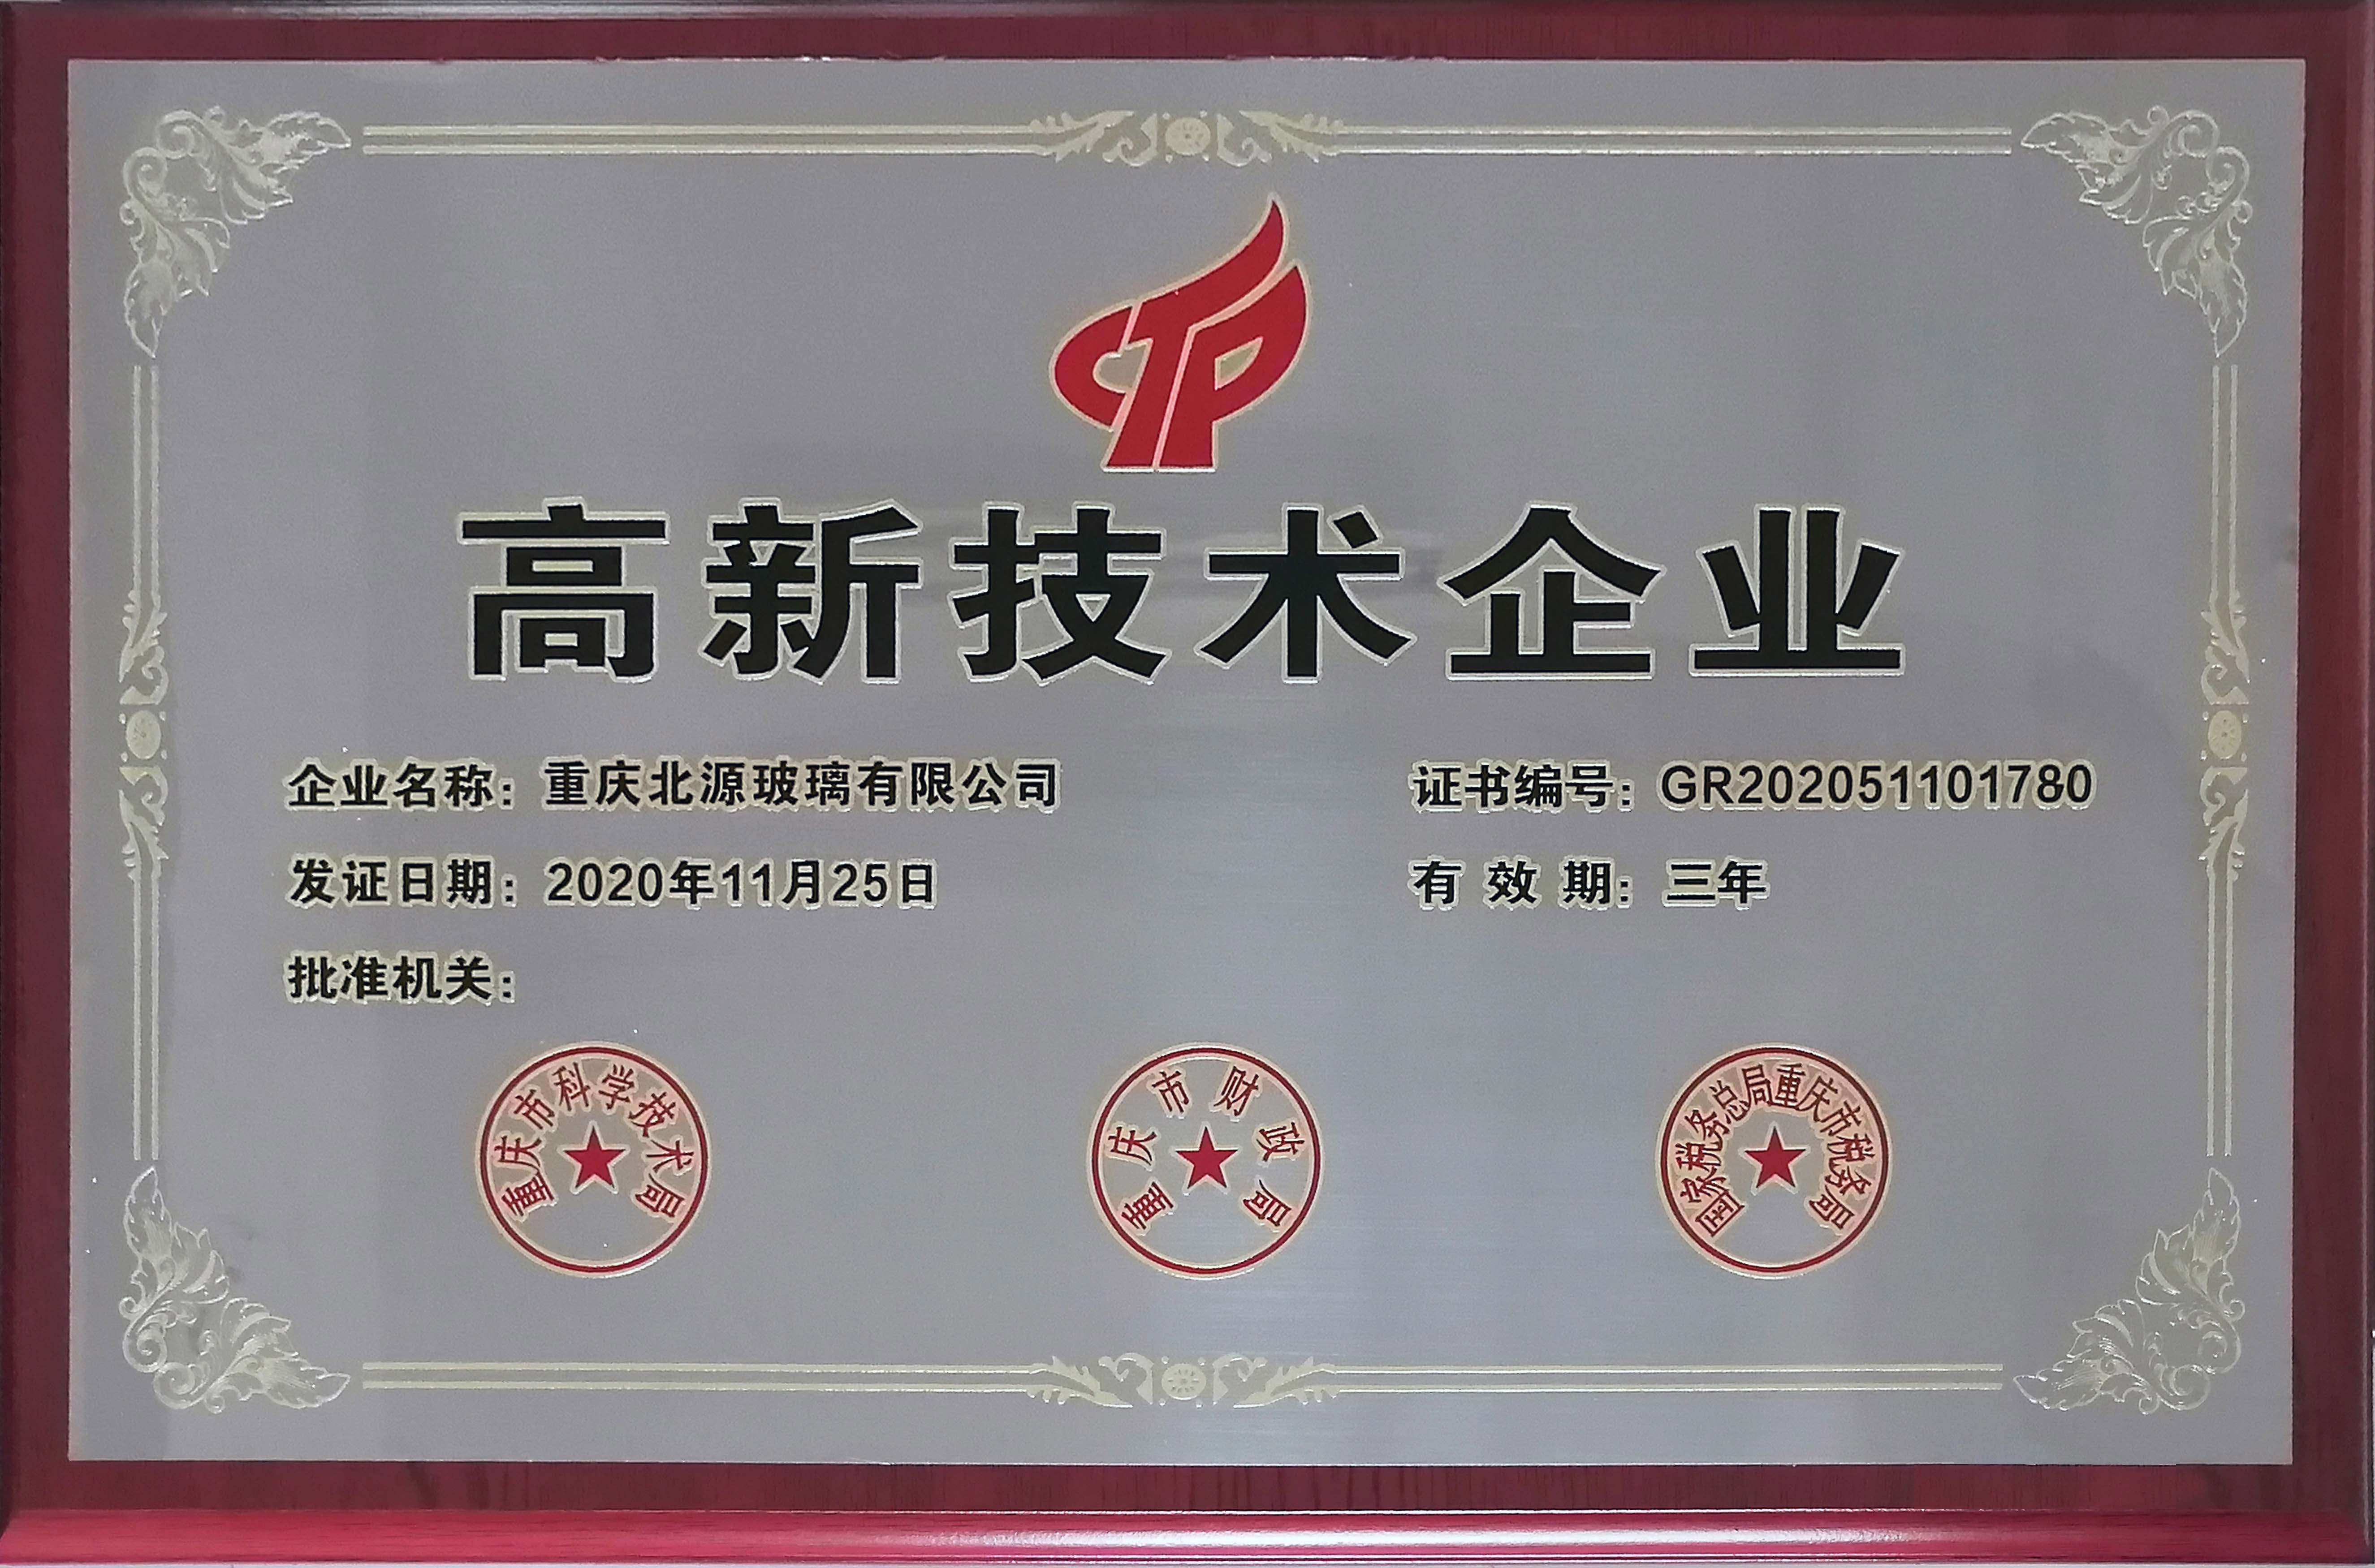 CTP
高新技术企业
企业名称：重庆北源玻璃有限公司
证书编号：GR202051101780
发证日期：2020年11月25日
有效期：三年
批准机关：
重庆市科学技术局
重庆市财政局
国家税务总局重庆市税务局